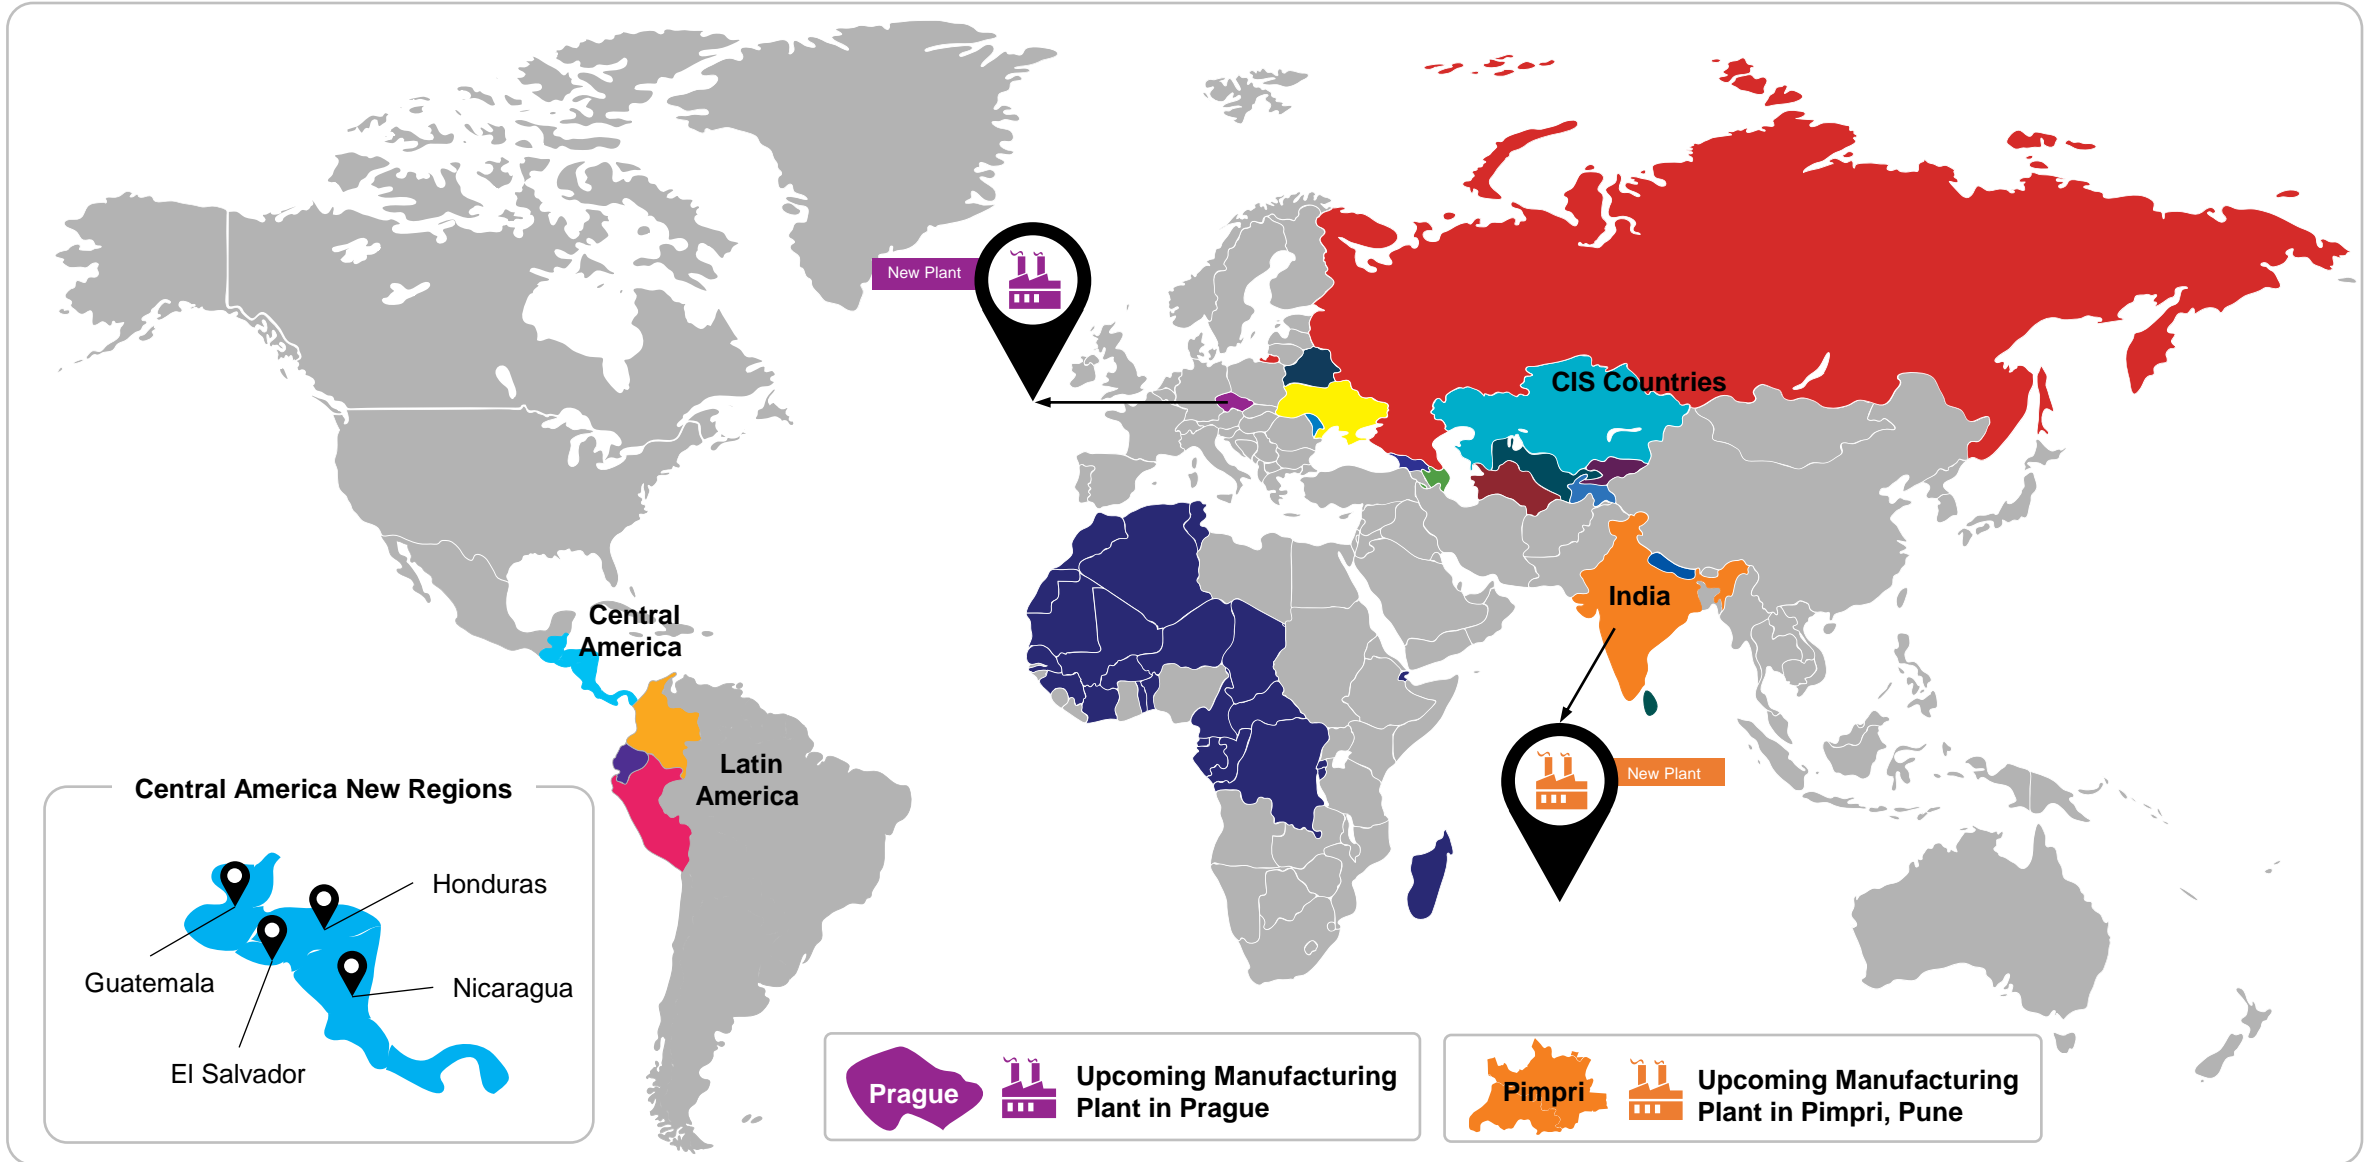 New Plant
CIS Countries
India
Central
America
Latin
America
New Plant
Central America New Regions
Honduras
Guatemala
Nicaragua
El Salvador
Prague
Upcoming Manufacturing
Plant in Prague
Pimpri
Upcoming Manufacturing
Plant in Pimpri, Pune